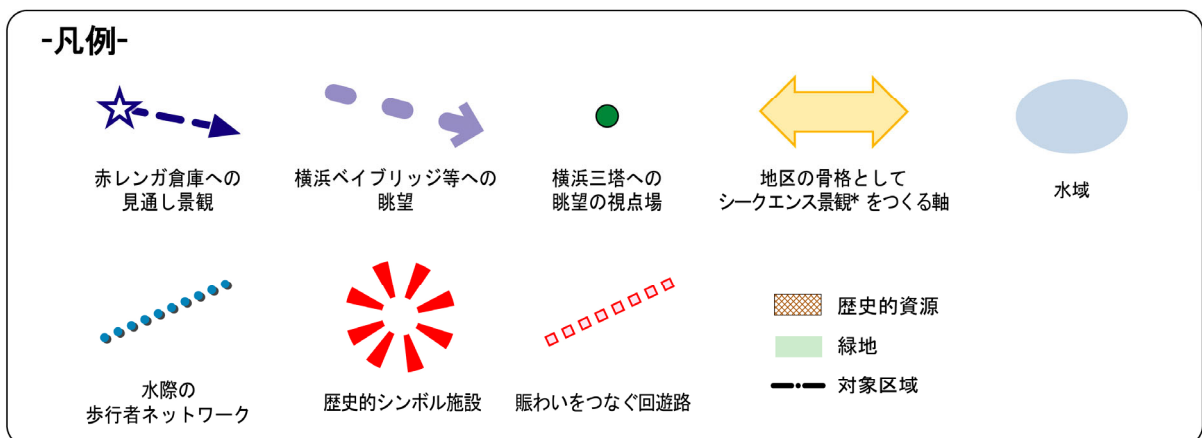 -凡例-
赤レンガ倉庫への
見通し景観
横浜ベイブリッジ等への
眺望
横浜三塔への
眺望の視点場
地区の骨格として
シークエンス景観*をつくる軸
水域
水際の
歩行者ネットワーク
歴史的シンボル施設
賑わいをつなぐ回遊路
歴史的資源
緑地
対象区域